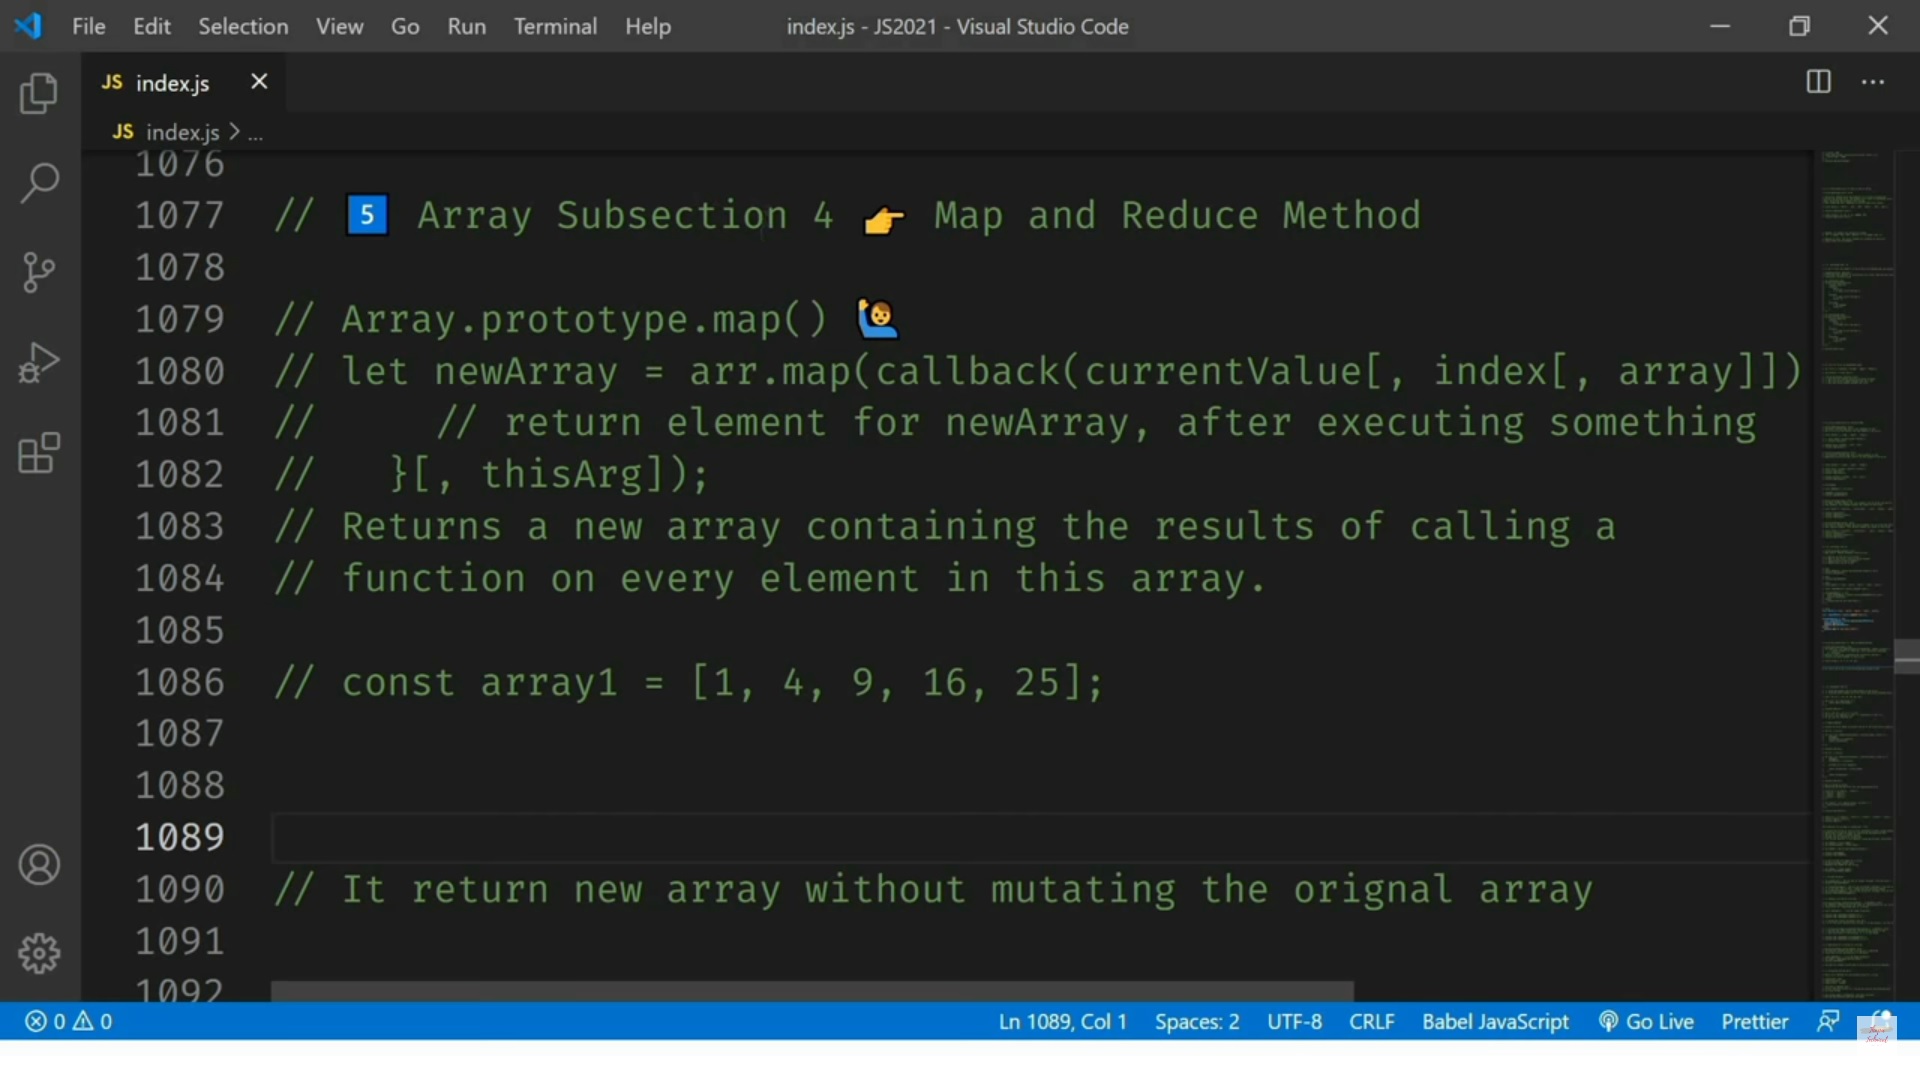 File Edit Selection View Go Run Terminal Help index.js - JS2021 - Visual Studio Code
JS index.js
JS index.js > ...
1076
1077 // 5 Array Subsection 4 👉 Map and Reduce Method
1078
1079 // Array.prototype.map() 🙋‍♂️
1080 // let newArray = arr.map(callback(currentValue[, index[, array]])
1081 //     // return element for newArray, after executing something
1082 //   }[, thisArg]);
1083 // Returns a new array containing the results of calling a
1084 // function on every element in this array.
1085
1086 // const array1 = [1, 4, 9, 16, 25];
1087
1088
1089
1090 // It return new array without mutating the orignal array
1091
1092
0 0 Ln 1089, Col 1 Spaces: 2 UTF-8 CRLF Babel JavaScript Go Live Prettier